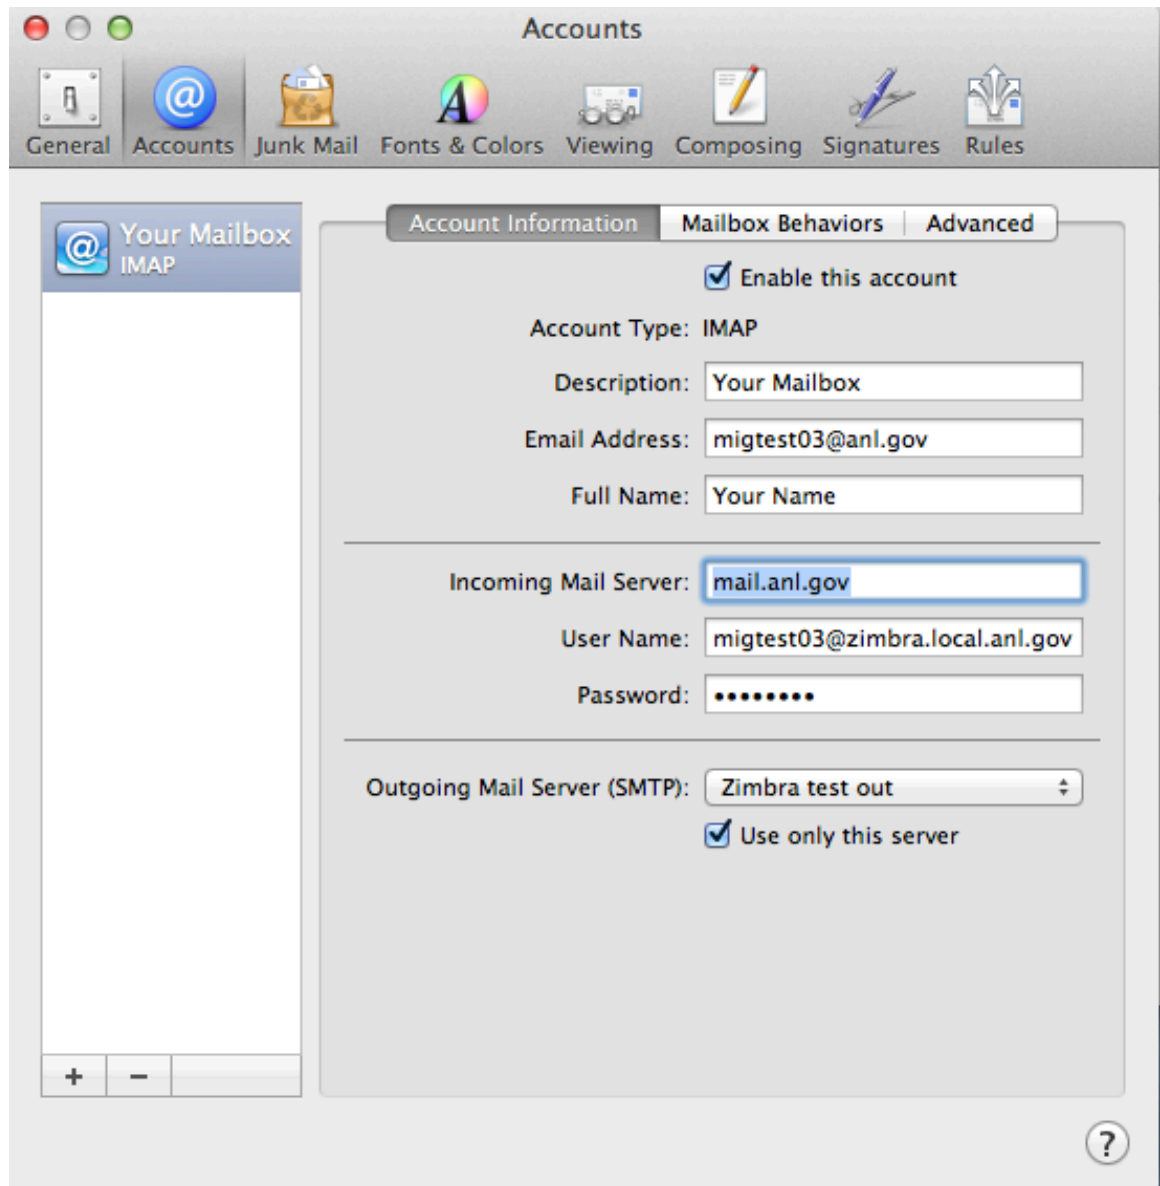 Accounts
General Accounts Junk Mail Fonts & Colors Viewing Composing Signatures Rules
Your Mailbox
IMAP
Account Information Mailbox Behaviors Advanced
Enable this account
Account Type: IMAP
Description: Your Mailbox
Email Address: migtest03@anl.gov
Full Name: Your Name
Incoming Mail Server: mail.anl.gov
User Name: migtest03@zimbra.local.anl.gov
Password: ••••••••
Outgoing Mail Server (SMTP): Zimbra test out
Use only this server
+ −
?